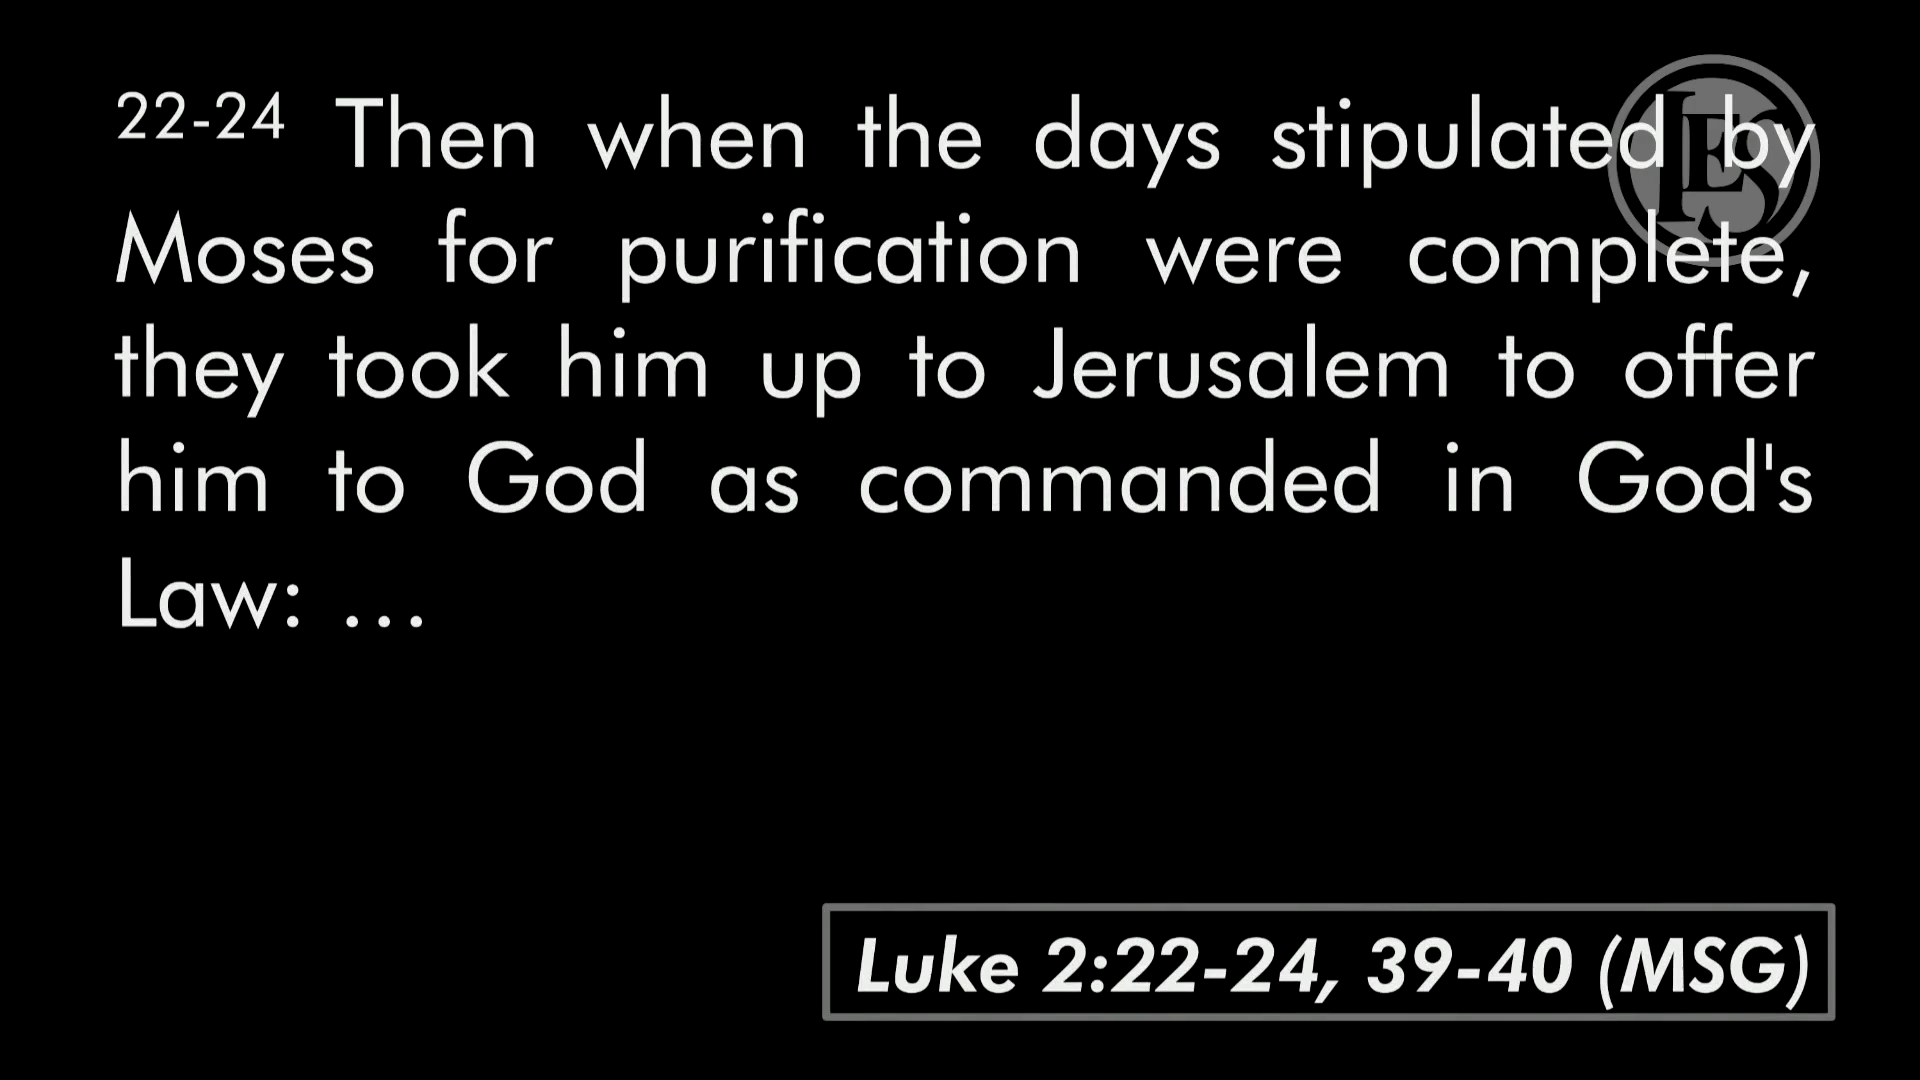 22-24 Then when the days stipulated by
Moses for purification were complete,
they took him up to Jerusalem to offer
him to God as commanded in God's
Law: ...
Luke 2:22-24, 39-40 (MSG)